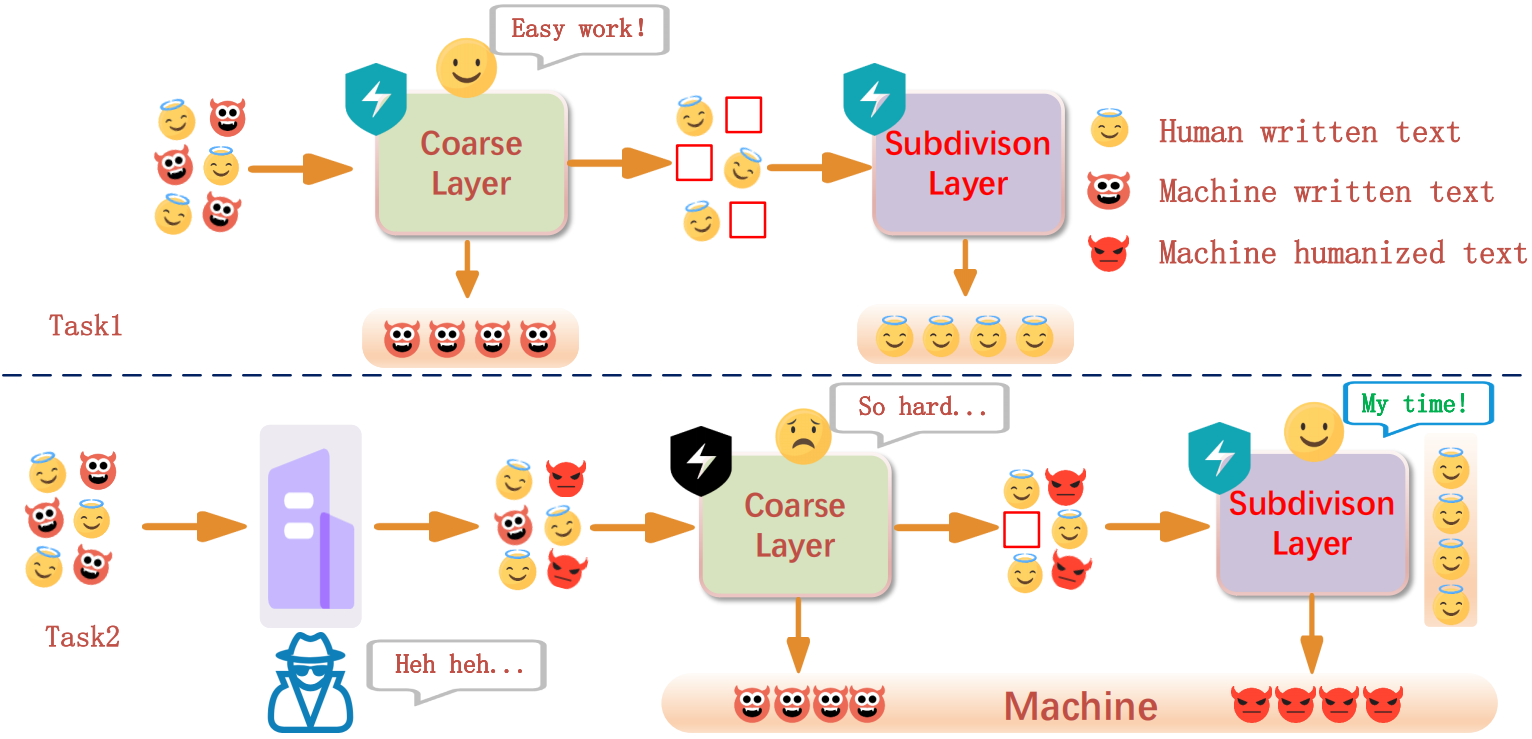 Easy work!
Coarse
Layer
Subdivison
Layer
Human written text
Machine written text
Machine humanized text
Task1
So hard...
My time!
Coarse
Layer
Subdivison
Layer
Task2
Heh heh...
Machine